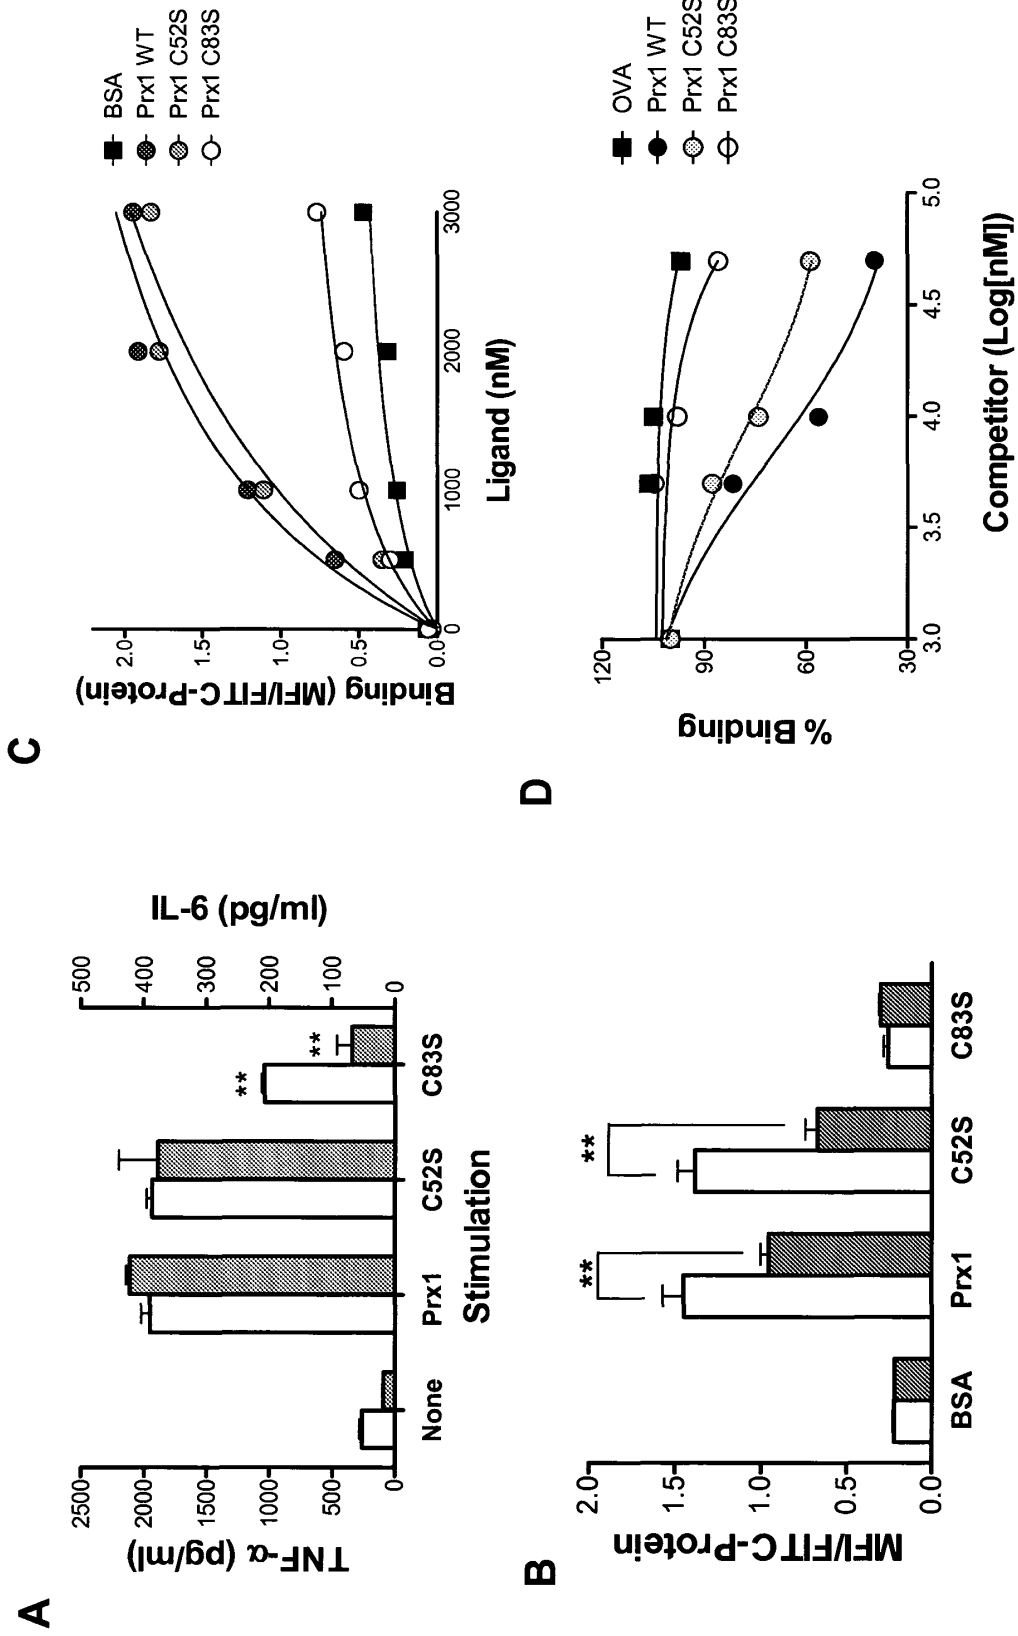 A
TNF-α (pg/ml)
2500
2000
1500
1000
500
0
IL-6 (pg/ml)
500
400
300
200
100
0
**
**
None
Prx1
C52S
C83S
Stimulation
B
MFI/FITC-Protein
2.0
1.5
1.0
0.5
0.0
**
**
BSA
Prx1
C52S
C83S
C
Binding (MFI/FITC-Protein)
2.0
1.5
1.0
0.5
0.0
0
1000
2000
3000
Ligand (nM)
BSA
Prx1 WT
Prx1 C52S
Prx1 C83S
D
% Binding
120
90
60
30
3.0
3.5
4.0
4.5
5.0
Competitor (Log[nM])
OVA
Prx1 WT
Prx1 C52S
Prx1 C83S